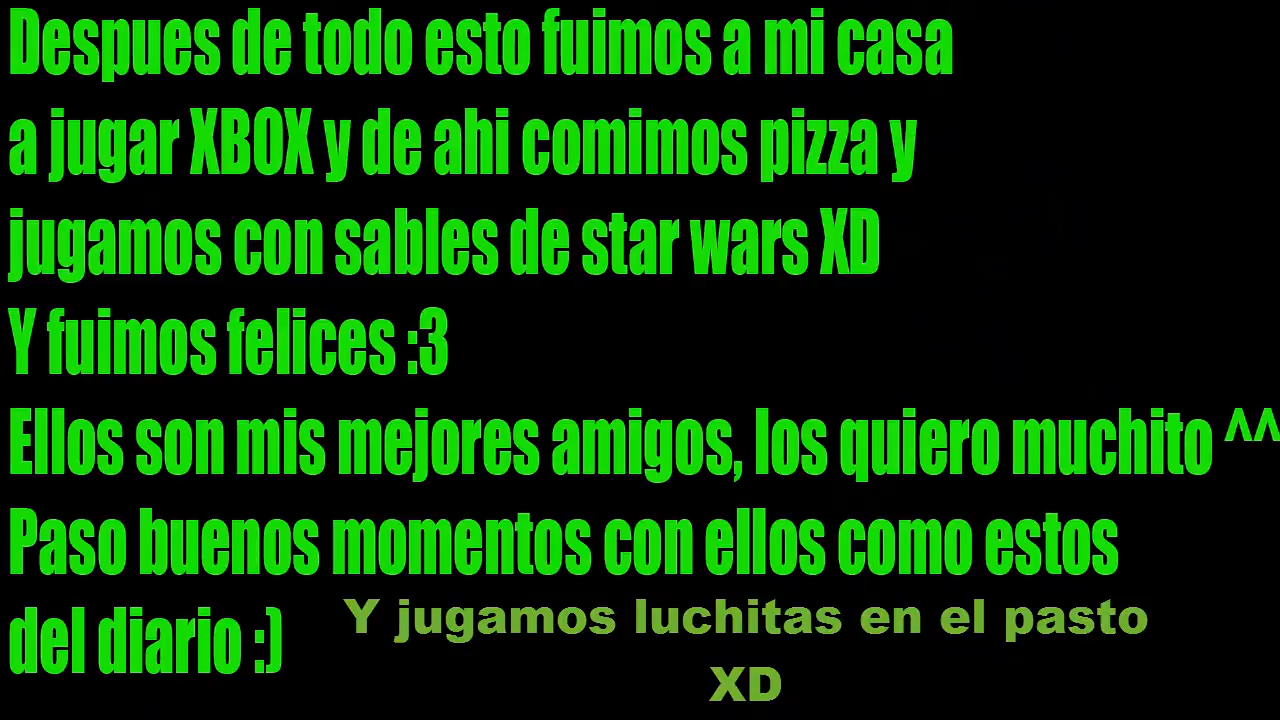 Despues de todo esto fuimos a mi casa
a jugar XBOX y de ahi comimos pizza y
jugamos con sables de star wars XD
Y fuimos felices :3
Ellos son mis mejores amigos, los quiero muchito ^^
Paso buenos momentos con ellos como estos
del diario :)
Y jugamos luchitas en el pasto
XD